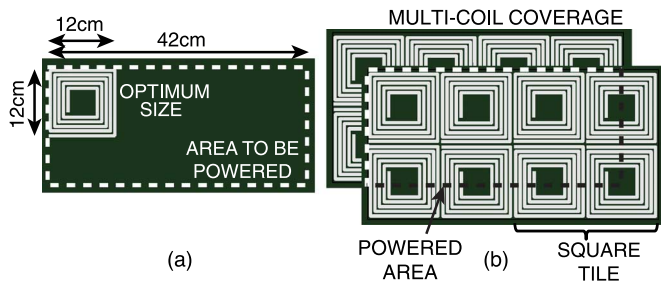 12cm
42cm
12cm
OPTIMUM
SIZE
AREA TO BE
POWERED
(a)
MULTI-COIL COVERAGE
POWERED
AREA
(b)
SQUARE
TILE